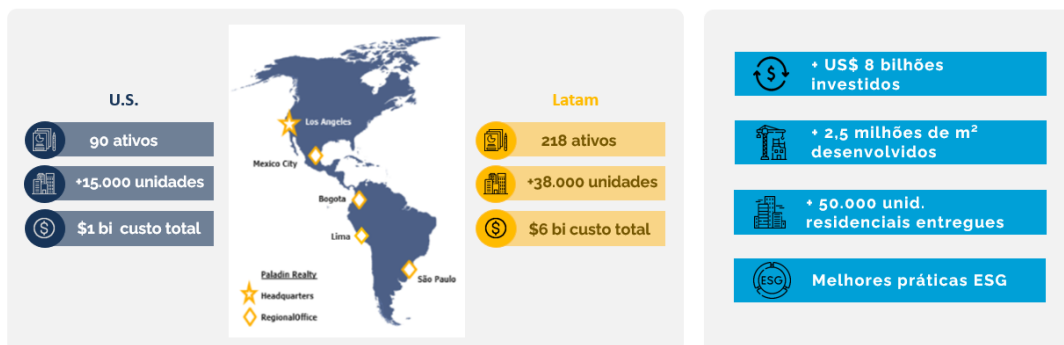 U.S.
90 ativos
+15.000 unidades
$1 bi custo total
Los Angeles
Mexico City
Bogota
Lima
São Paulo
Paladin Realty
Headquarters
RegionalOffice
Latam
218 ativos
+38.000 unidades
$6 bi custo total
+ US$ 8 bilhões
investidos
+ 2,5 milhões de m²
desenvolvidos
+ 50.000 unid.
residenciais entregues
ESG
Melhores práticas ESG